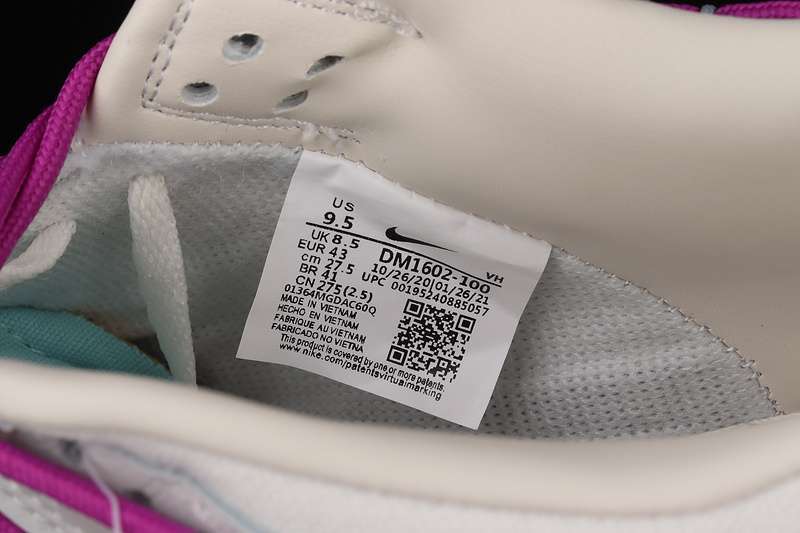 US
9.5
UK 8.5
EUR 43
cm 27.5
BR 41
CN 275(2.5)
DM1602-100 VH
10/26/20 01/26/21
UPC 00195240885057
01364MGDAC60Q
MADE IN VIETNAM
HECHO EN VIETNAM
FABRIQUE AU VIETNAM
FABRICADO NO VIETNA
This product is covered by one or more patents.
www.nike.com/patentsvirtualmarking